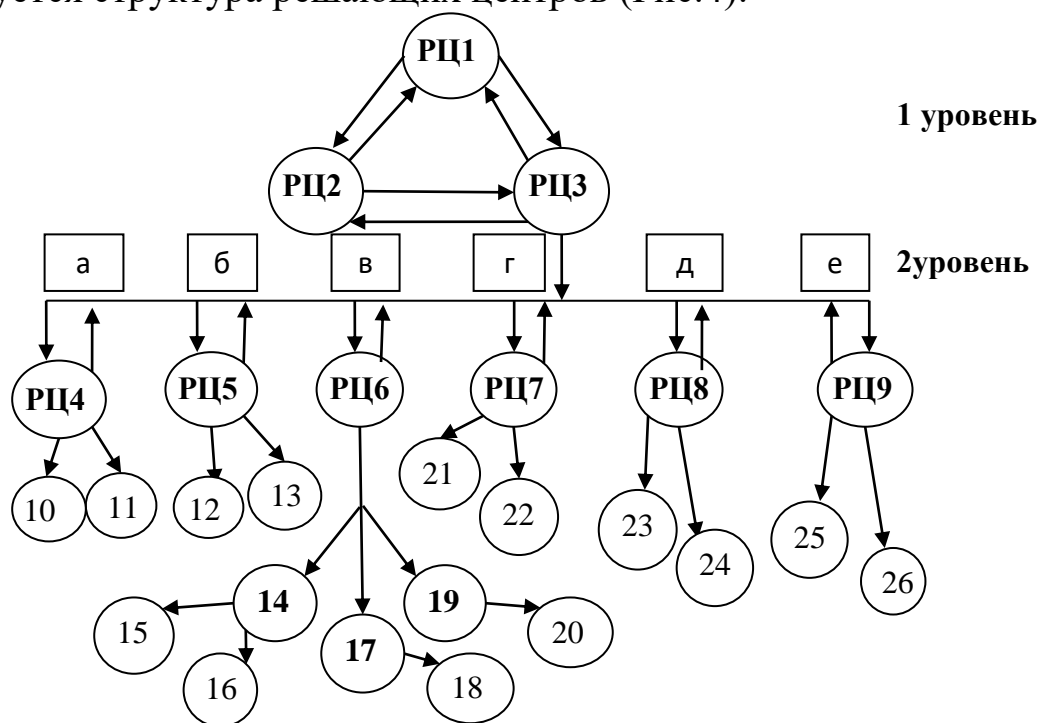 уется структура решающих центров (Рис.4).
РЦ1
1 уровень
РЦ2 РЦ3
а б в г д е 2уровень
РЦ4 РЦ5 РЦ6 РЦ7 РЦ8 РЦ9
10 11 12 13 21 22 23 24 25 26
14 19
15 17 20
16 18